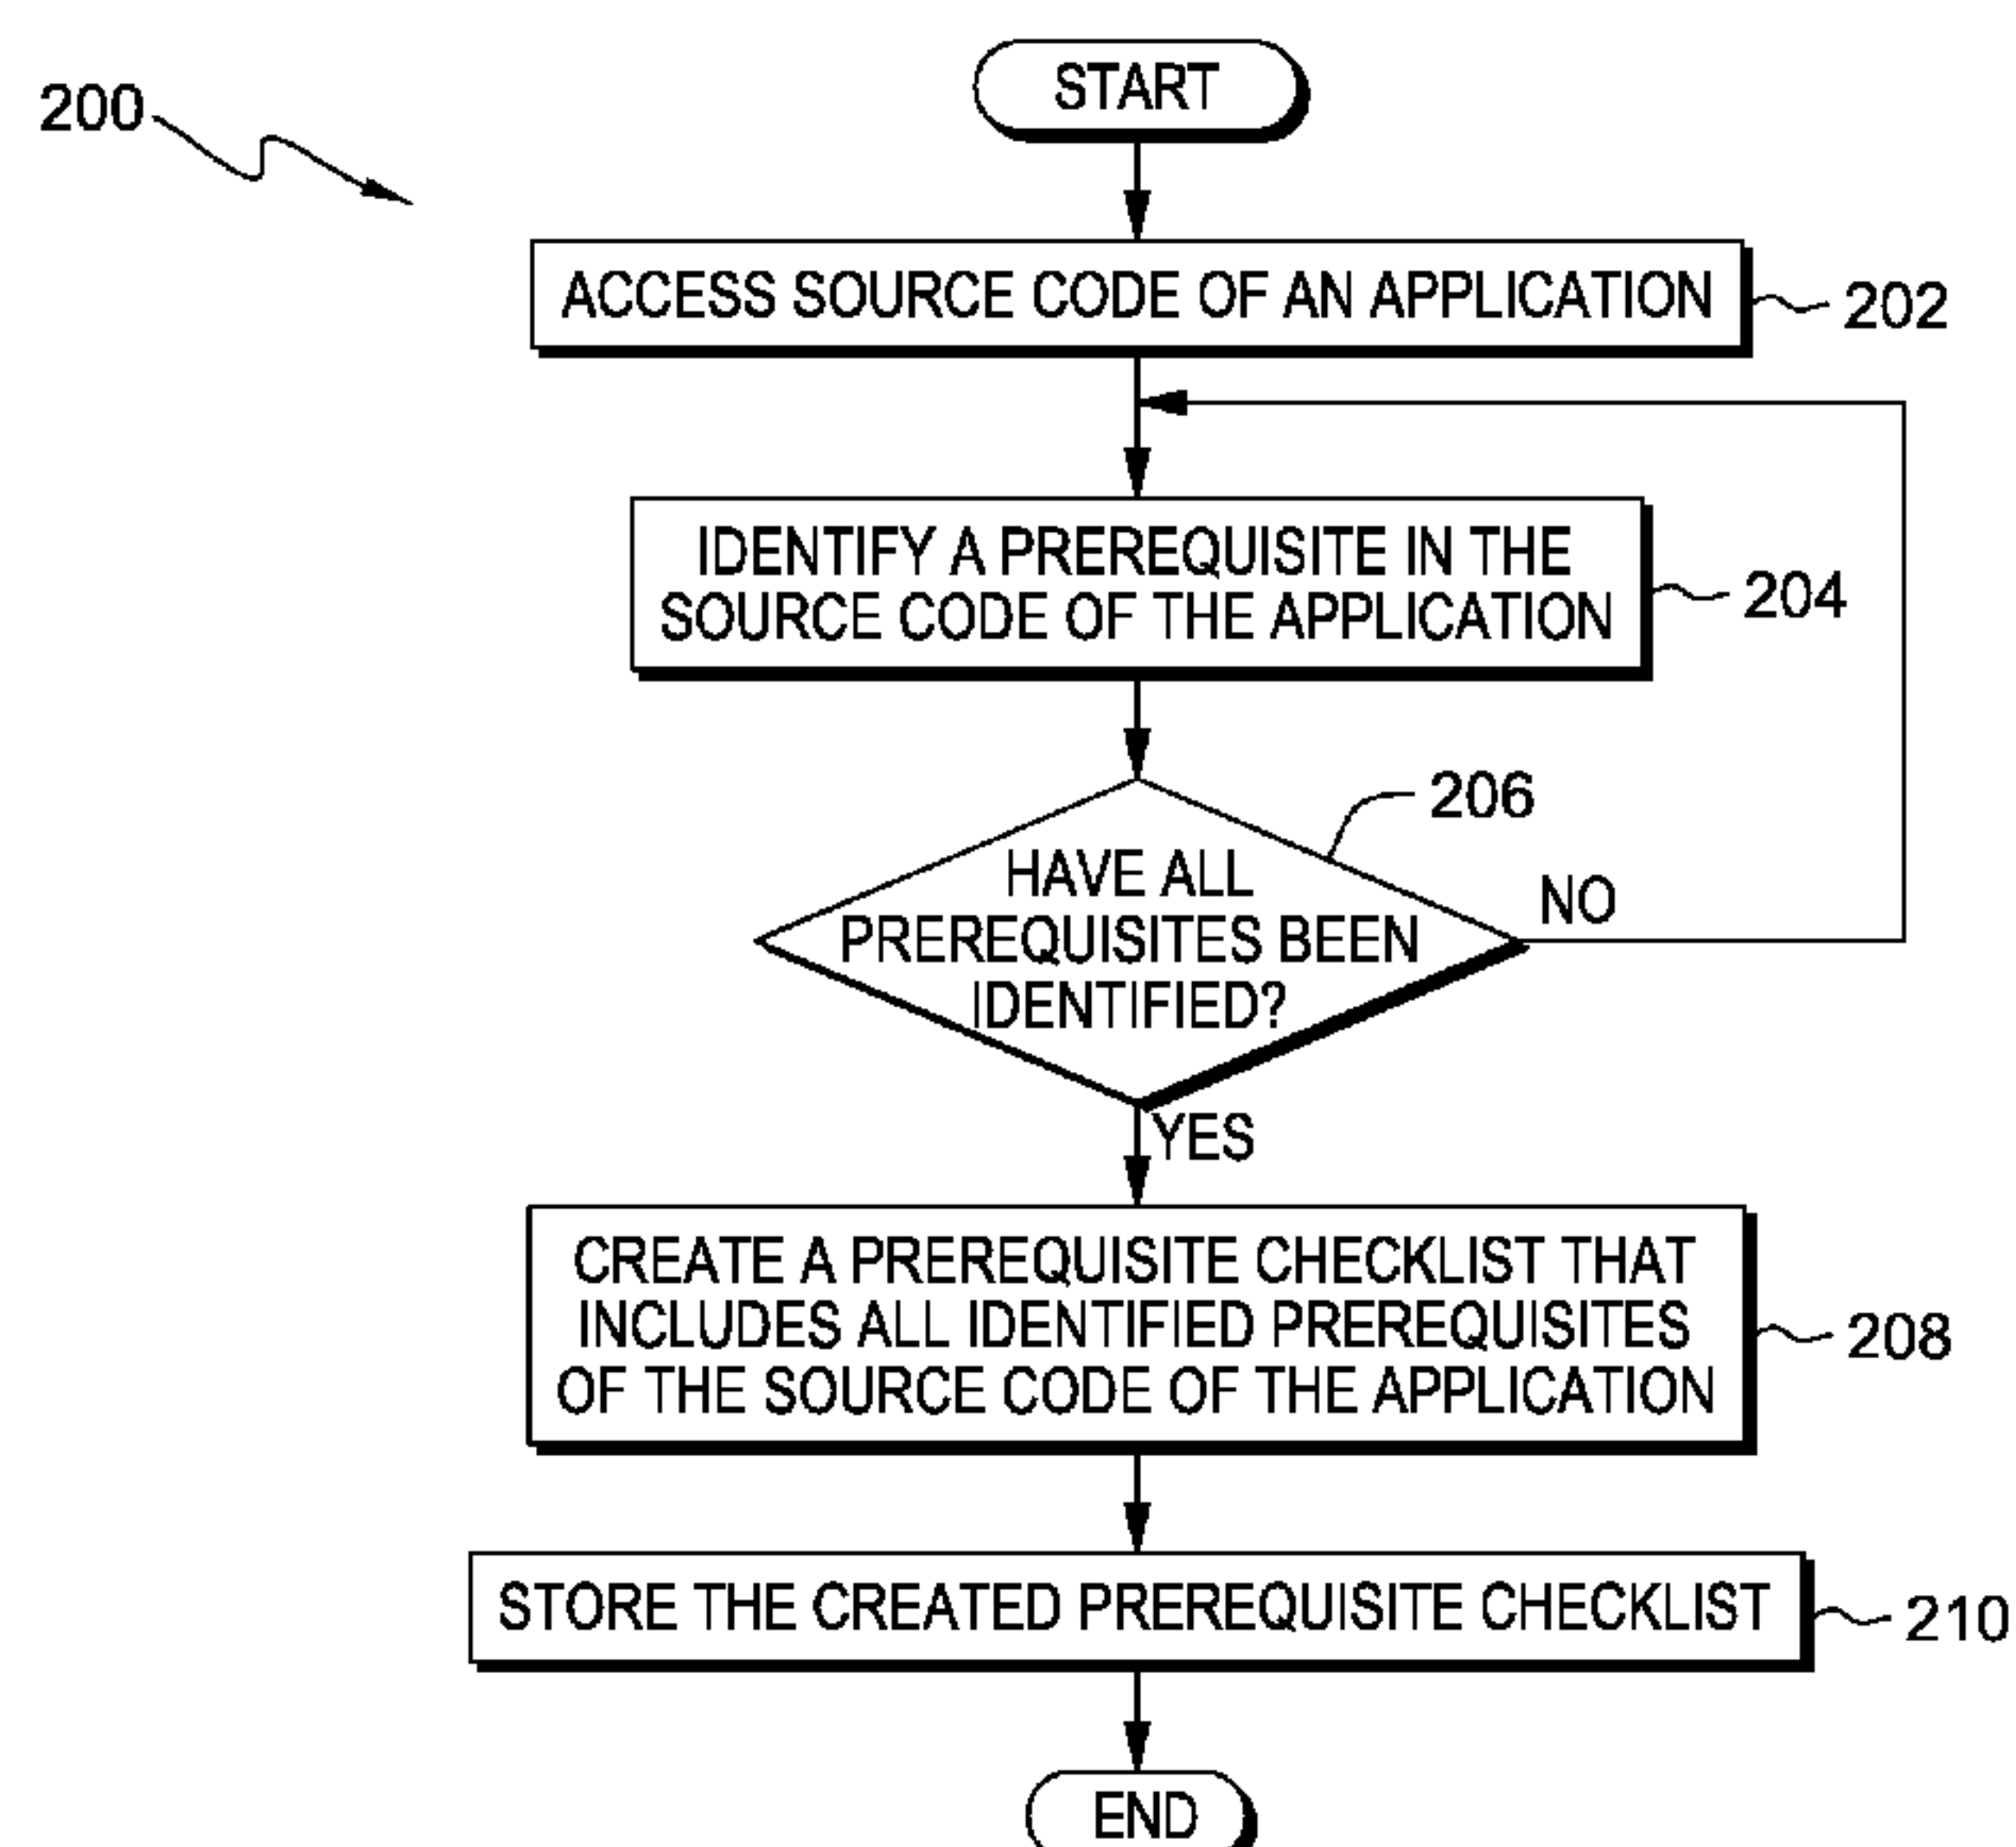 200
START
ACCESS SOURCE CODE OF AN APPLICATION
202
IDENTIFY A PREREQUISITE IN THE
SOURCE CODE OF THE APPLICATION
204
206
HAVE ALL
PREREQUISITES BEEN
IDENTIFIED?
NO
YES
CREATE A PREREQUISITE CHECKLIST THAT
INCLUDES ALL IDENTIFIED PREREQUISITES
OF THE SOURCE CODE OF THE APPLICATION
208
STORE THE CREATED PREREQUISITE CHECKLIST
210
END